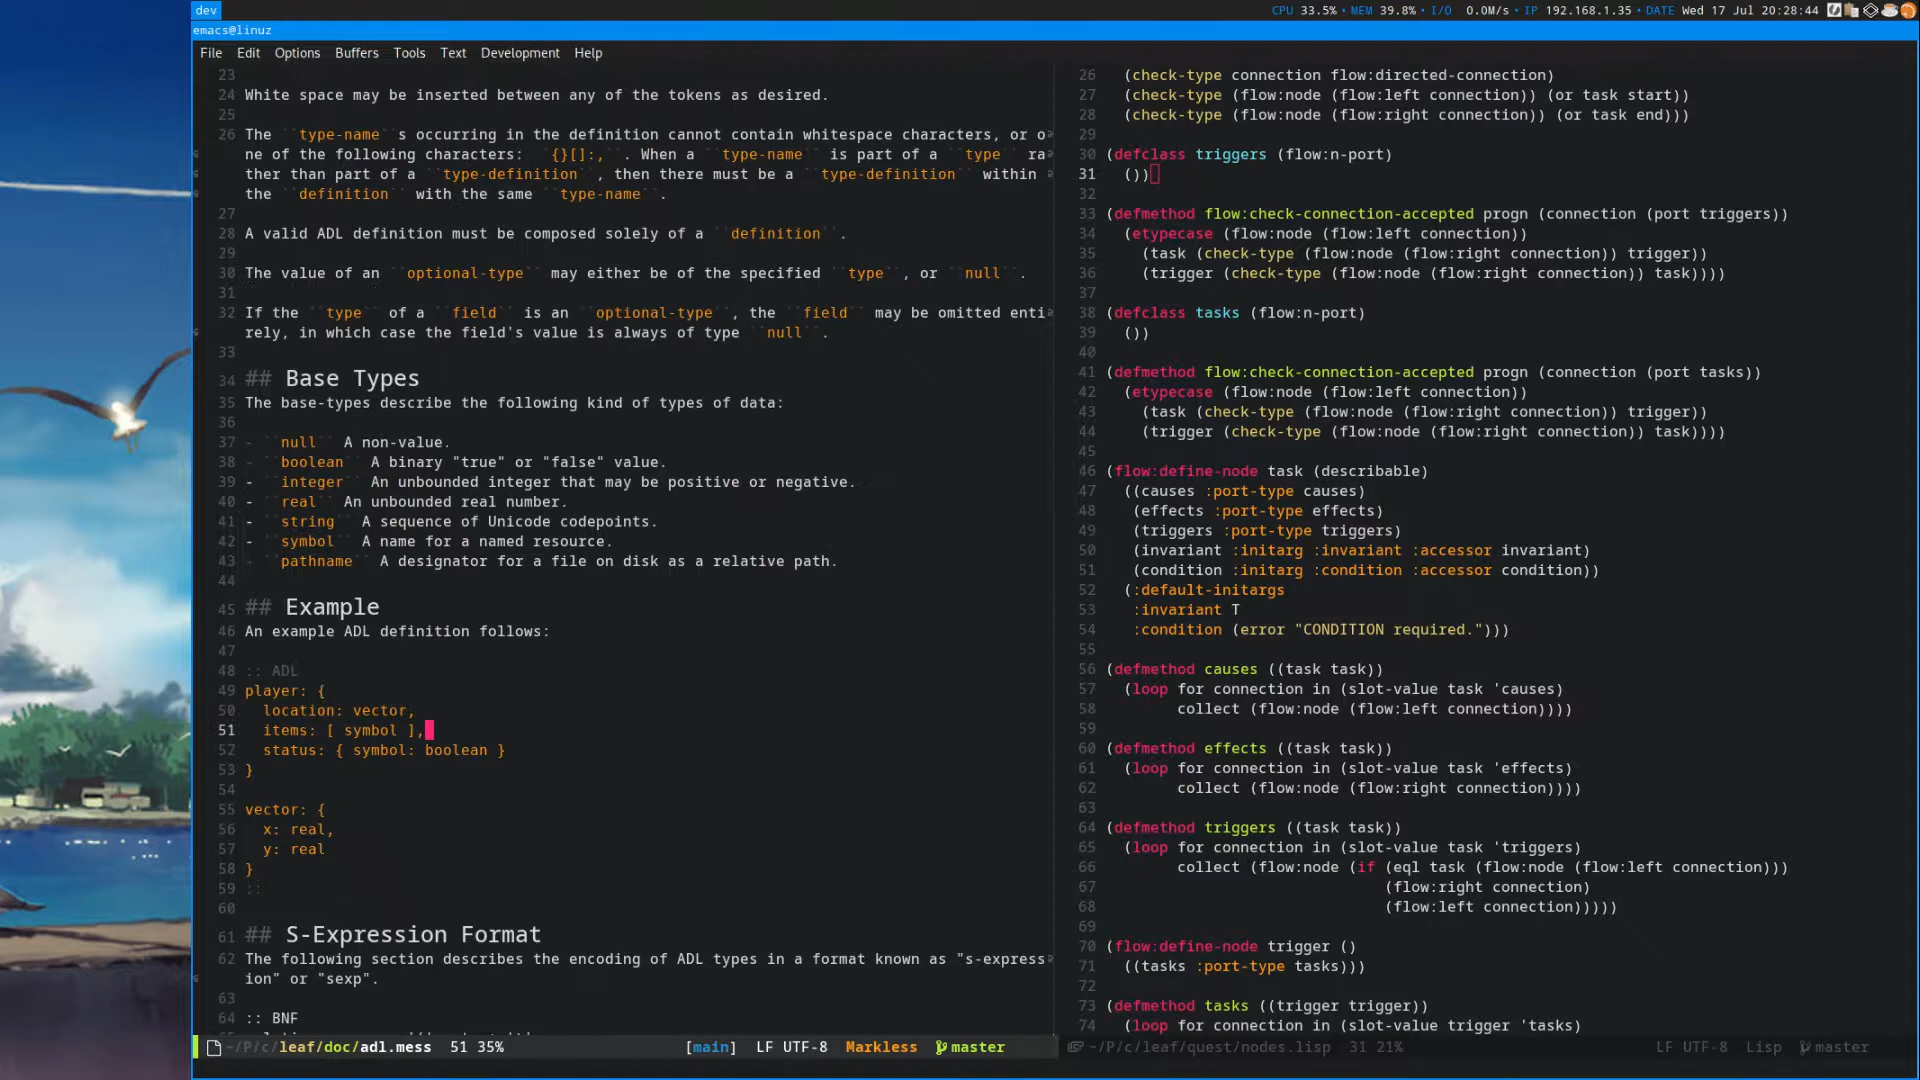 dev
CPU 33.5% • MEM 39.8% • I/O 0.0M/s • IP 192.168.1.35 • DATE Wed 17 Jul 20:28:44
emacs@linuz
File Edit Options Buffers Tools Text Development Help
23
24 White space may be inserted between any of the tokens as desired.
25
26 The ``type-name``s occurring in the definition cannot contain whitespace characters, or o
ne of the following characters: ``{}[]:,``. When a ``type-name`` is part of a ``type`` ra
ther than part of a ``type-definition``, then there must be a ``type-definition`` within
the ``definition`` with the same ``type-name``.
27
28 A valid ADL definition must be composed solely of a ``definition``.
29
30 The value of an ``optional-type`` may either be of the specified ``type``, or ``null``.
31
32 If the ``type`` of a ``field`` is an ``optional-type``, the ``field`` may be omitted enti
rely, in which case the field's value is always of type ``null``.
33
34 ## Base Types
35 The base-types describe the following kind of types of data:
36
37 - ``null`` A non-value.
38 - ``boolean`` A binary "true" or "false" value.
39 - ``integer`` An unbounded integer that may be positive or negative.
40 - ``real`` An unbounded real number.
41 - ``string`` A sequence of Unicode codepoints.
42 - ``symbol`` A name for a named resource.
43 - ``pathname`` A designator for a file on disk as a relative path.
44
45 ## Example
46 An example ADL definition follows:
47
48 :: ADL
49 player: {
50   location: vector,
51   items: [ symbol ],
52   status: { symbol: boolean }
53 }
54
55 vector: {
56   x: real,
57   y: real
58 }
59 ::
60
61 ## S-Expression Format
62 The following section describes the encoding of ADL types in a format known as "s-express
ion" or "sexp".
63
64 :: BNF
~/P/c/leaf/doc/adl.mess 51 35% [main] LF UTF-8 Markless master
26   (check-type connection flow:directed-connection)
27   (check-type (flow:node (flow:left connection)) (or task start))
28   (check-type (flow:node (flow:right connection)) (or task end)))
29
30 (defclass triggers (flow:n-port)
31   ())
32
33 (defmethod flow:check-connection-accepted progn (connection (port triggers))
34   (etypecase (flow:node (flow:left connection))
35     (task (check-type (flow:node (flow:right connection)) trigger))
36     (trigger (check-type (flow:node (flow:right connection)) task))))
37
38 (defclass tasks (flow:n-port)
39   ())
40
41 (defmethod flow:check-connection-accepted progn (connection (port tasks))
42   (etypecase (flow:node (flow:left connection))
43     (task (check-type (flow:node (flow:right connection)) trigger))
44     (trigger (check-type (flow:node (flow:right connection)) task))))
45
46 (flow:define-node task (describable)
47   ((causes :port-type causes)
48    (effects :port-type effects)
49    (triggers :port-type triggers)
50    (invariant :initarg :invariant :accessor invariant)
51    (condition :initarg :condition :accessor condition))
52   (:default-initargs
53    :invariant T
54    :condition (error "CONDITION required.")))
55
56 (defmethod causes ((task task))
57   (loop for connection in (slot-value task 'causes)
58         collect (flow:node (flow:left connection))))
59
60 (defmethod effects ((task task))
61   (loop for connection in (slot-value task 'effects)
62         collect (flow:node (flow:right connection))))
63
64 (defmethod triggers ((task task))
65   (loop for connection in (slot-value task 'triggers)
66         collect (flow:node (if (eql task (flow:node (flow:left connection)))
67                                (flow:right connection)
68                                (flow:left connection)))))
69
70 (flow:define-node trigger ()
71   ((tasks :port-type tasks)))
72
73 (defmethod tasks ((trigger trigger))
74   (loop for connection in (slot-value trigger 'tasks)
~/P/c/leaf/quest/nodes.lisp 31 21% LF UTF-8 Lisp master